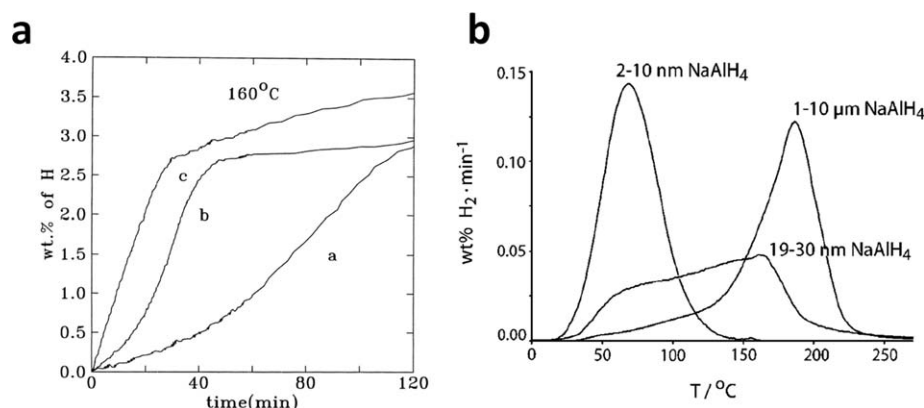 a
4.0
3.5
3.0
2.5
2.0
1.5
1.0
0.5
0.0
wt.% of H
160°C
c
b
a
0 40 80 120
time(min)
b
0.15
0.10
0.05
0.00
wt% H₂ · min⁻¹
2-10 nm NaAlH₄
1-10 µm NaAlH₄
19-30 nm NaAlH₄
0 50 100 150 200 250
T / °C